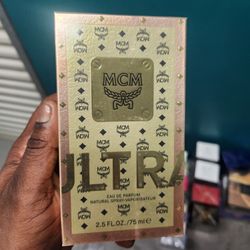 MCM
ULTRA
EAU DE PARFUM
NATURAL SPRAY-VAPORISATEUR
2.5 FL.OZ./75 ml e